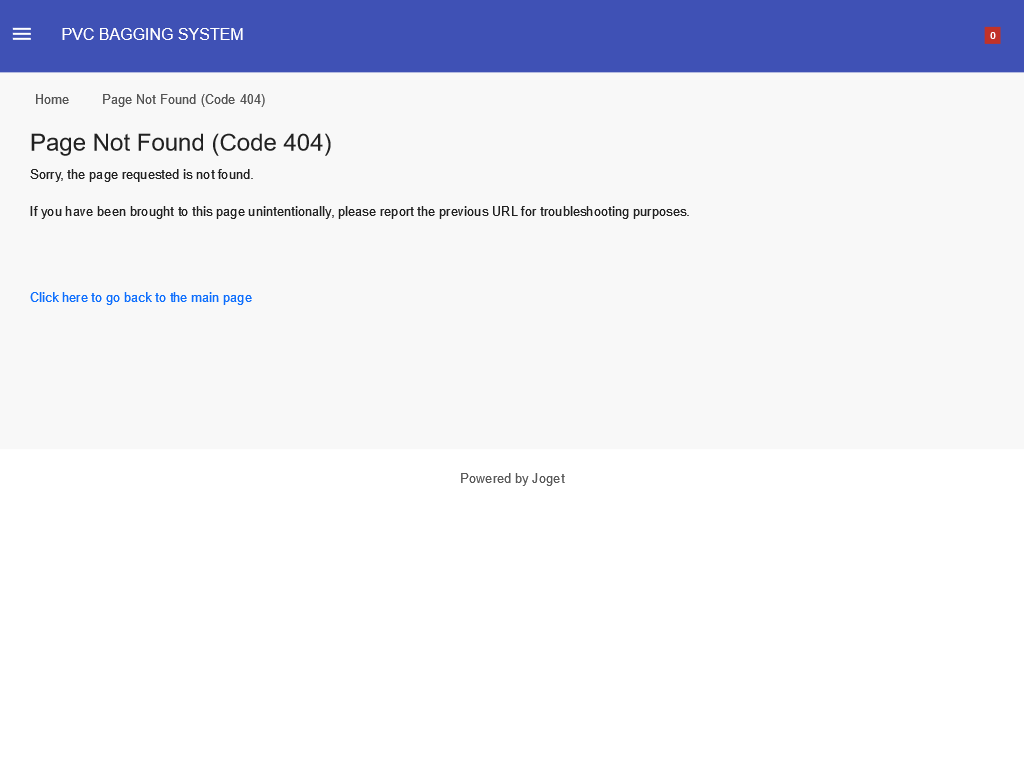 PVC BAGGING SYSTEM
0
Home
Page Not Found (Code 404)
Page Not Found (Code 404)
Sorry, the page requested is not found.
If you have been brought to this page unintentionally, please report the previous URL for troubleshooting purposes.
Click here to go back to the main page
Powered by Joget